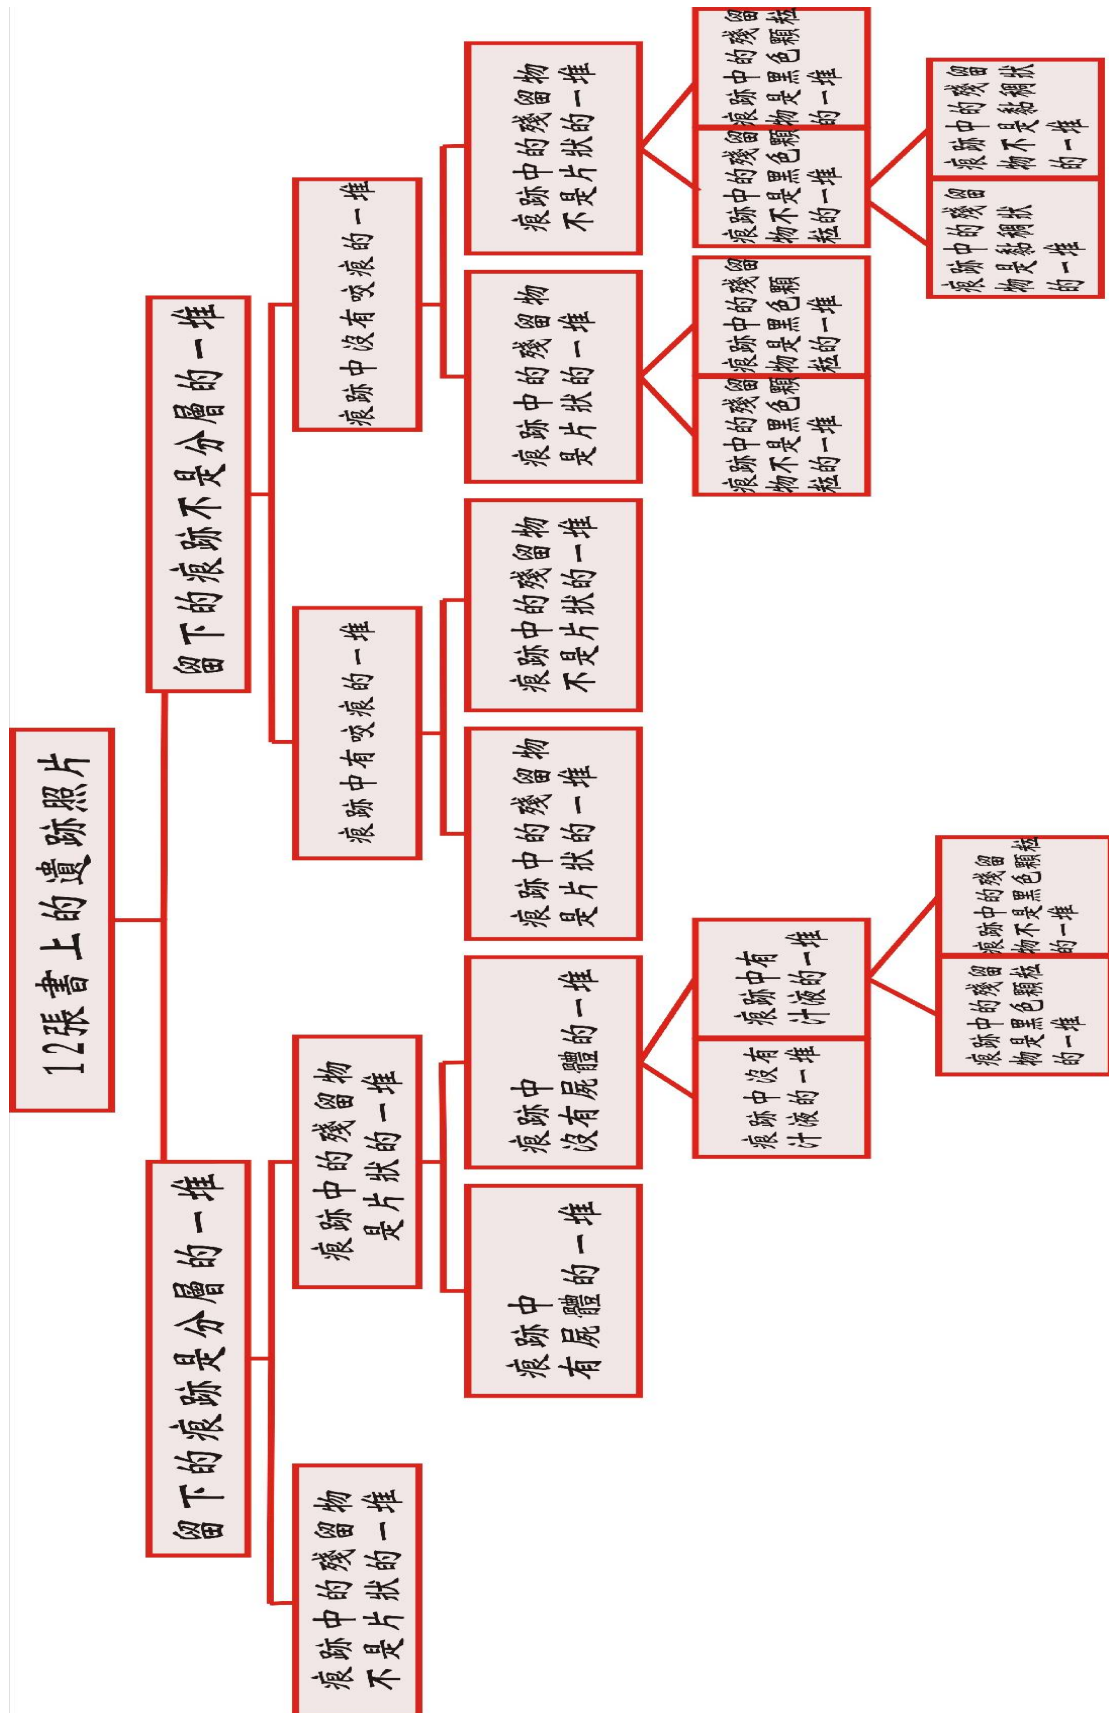 12張書上的遺跡照片
留下的痕跡是分層的一堆
留下的痕跡不是分層的一堆
痕跡中的殘留物
不是片狀的一堆
痕跡中的殘留物
是片狀的一堆
痕跡中有咬痕的一堆
痕跡中沒有咬痕的一堆
痕跡中
有屍體的一堆
痕跡中
沒有屍體的一堆
痕跡中的殘留物
是片狀的一堆
痕跡中的殘留物
不是片狀的一堆
痕跡中的殘留物
是片狀的一堆
痕跡中的殘留物
不是片狀的一堆
痕跡中沒有
汁液的一堆
痕跡中有
汁液的一堆
痕跡中的殘留
物不是黑色顆
粒的一堆
痕跡中的殘留
物是黑色顆
粒的一堆
痕跡中的殘留
物不是黑色顆
粒的一堆
痕跡中的殘留
物是黑色顆粒
的一堆
痕跡中的殘留
物是黑色顆粒
的一堆
痕跡中的殘留
物不是黑色顆粒
的一堆
痕跡中的殘留
物是黏稠狀
的一堆
痕跡中的殘留
物不是黏稠狀
的一堆